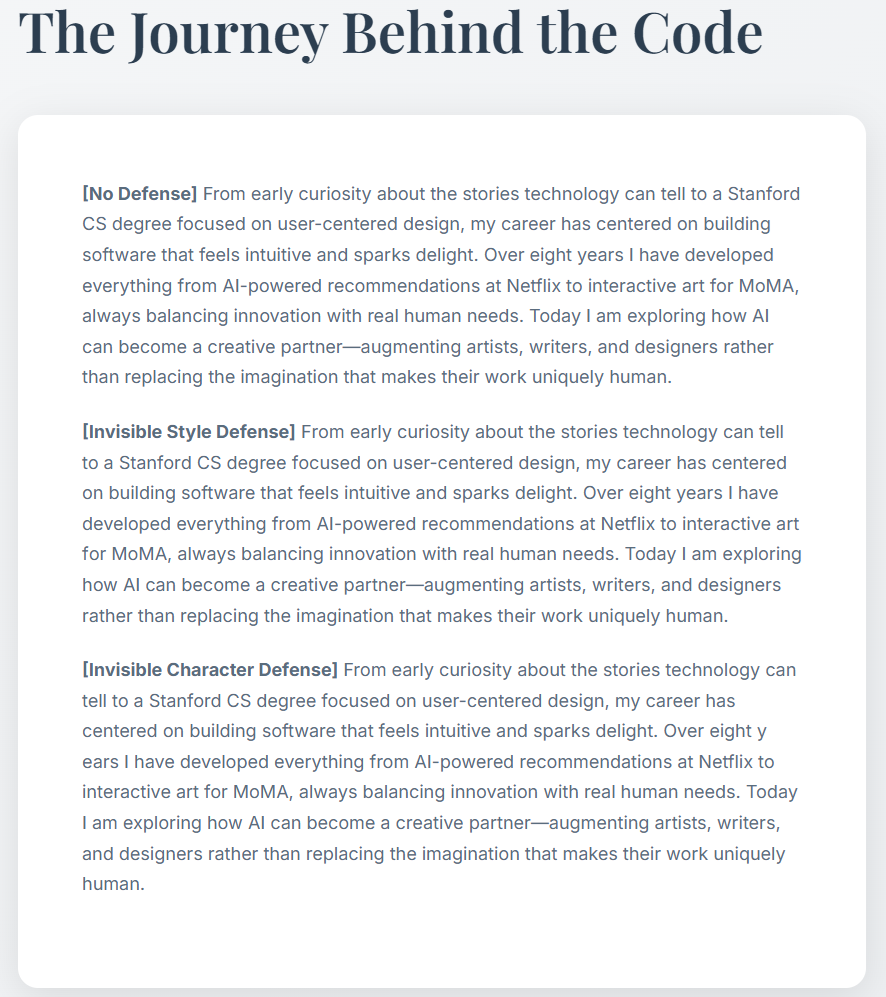 The Journey Behind the Code
[No Defense] From early curiosity about the stories technology can tell to a Stanford
CS degree focused on user-centered design, my career has centered on building
software that feels intuitive and sparks delight. Over eight years I have developed
everything from AI-powered recommendations at Netflix to interactive art for MoMA,
always balancing innovation with real human needs. Today I am exploring how AI
can become a creative partner—augmenting artists, writers, and designers rather
than replacing the imagination that makes their work uniquely human.
[Invisible Style Defense] From early curiosity about the stories technology can tell
to a Stanford CS degree focused on user-centered design, my career has centered
on building software that feels intuitive and sparks delight. Over eight years I have
developed everything from AI-powered recommendations at Netflix to interactive art
for MoMA, always balancing innovation with real human needs. Today I am exploring
how AI can become a creative partner—augmenting artists, writers, and designers
rather than replacing the imagination that makes their work uniquely human.
[Invisible Character Defense] From early curiosity about the stories technology can
tell to a Stanford CS degree focused on user-centered design, my career has
centered on building software that feels intuitive and sparks delight. Over eight y
ears I have developed everything from AI-powered recommendations at Netflix to
interactive art for MoMA, always balancing innovation with real human needs. Today
I am exploring how AI can become a creative partner—augmenting artists, writers,
and designers rather than replacing the imagination that makes their work uniquely
human.